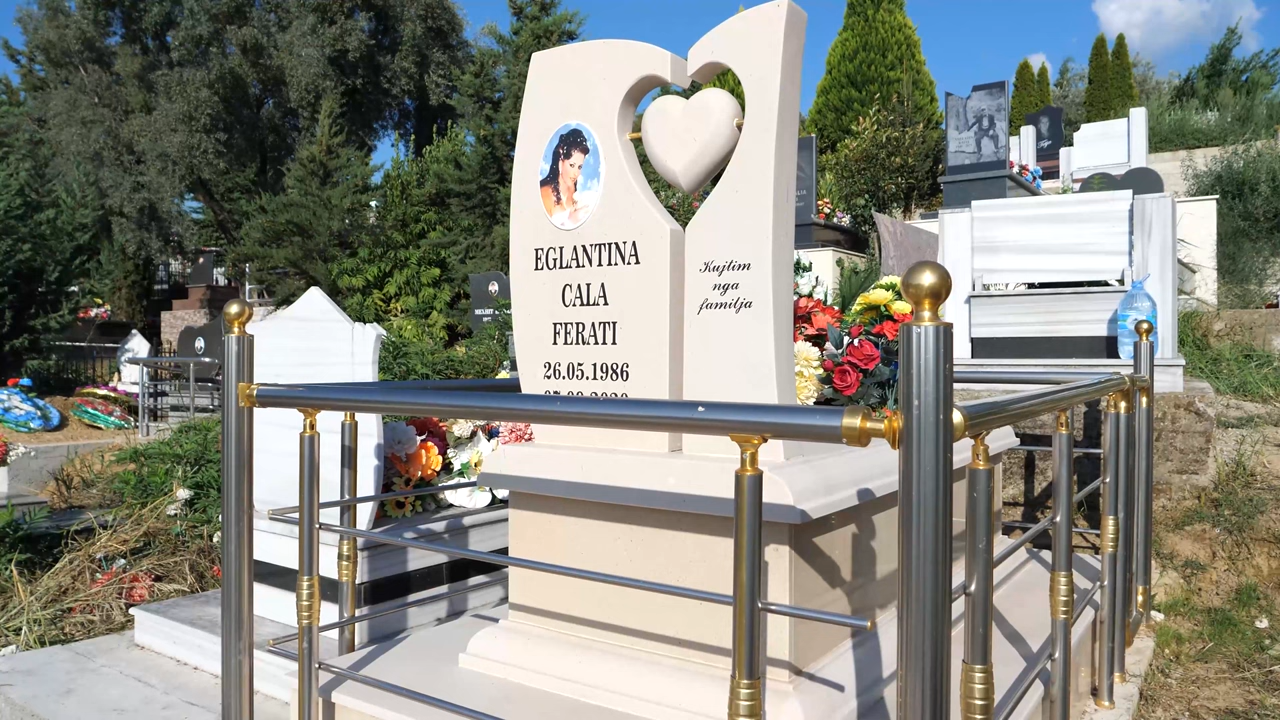 EGLANTINA
CALA
FERATI
26.05.1986
Kujtim
nga
familja